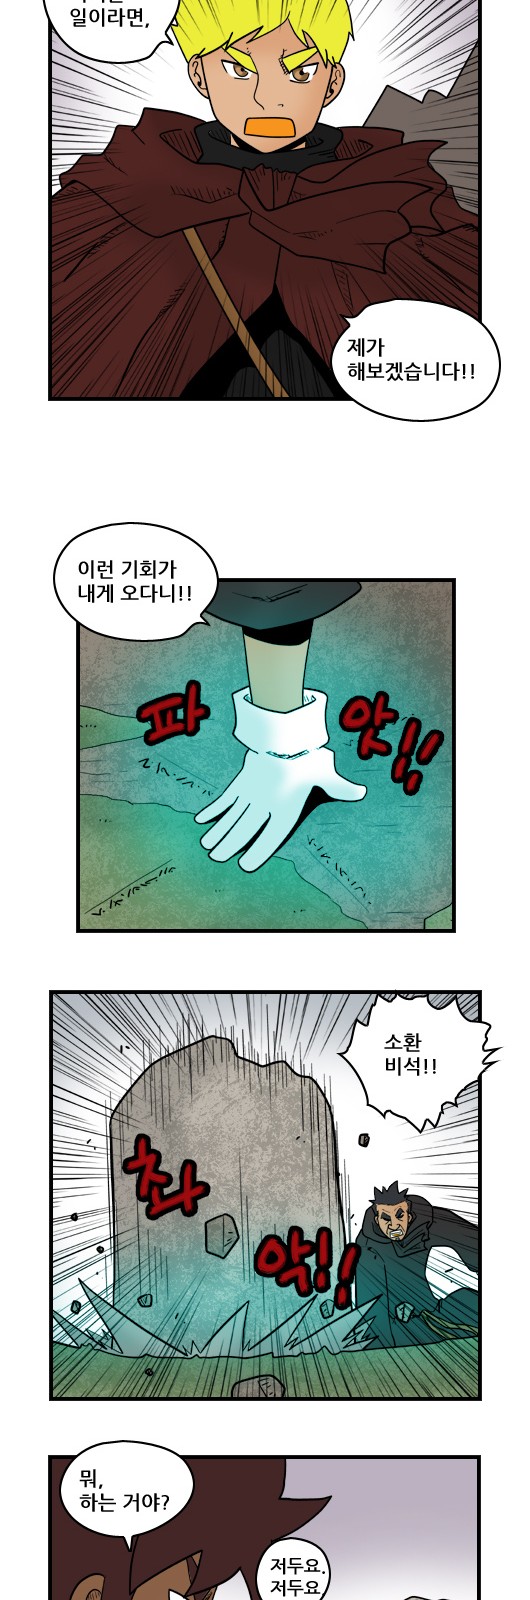 일이라면,
제가
해보겠습니다!!
이런 기회가
내게 오다니!!
파
앗!!
소환
비석!!
촤
악!!
뭐,
하는 거야?
저두요.
저두요.